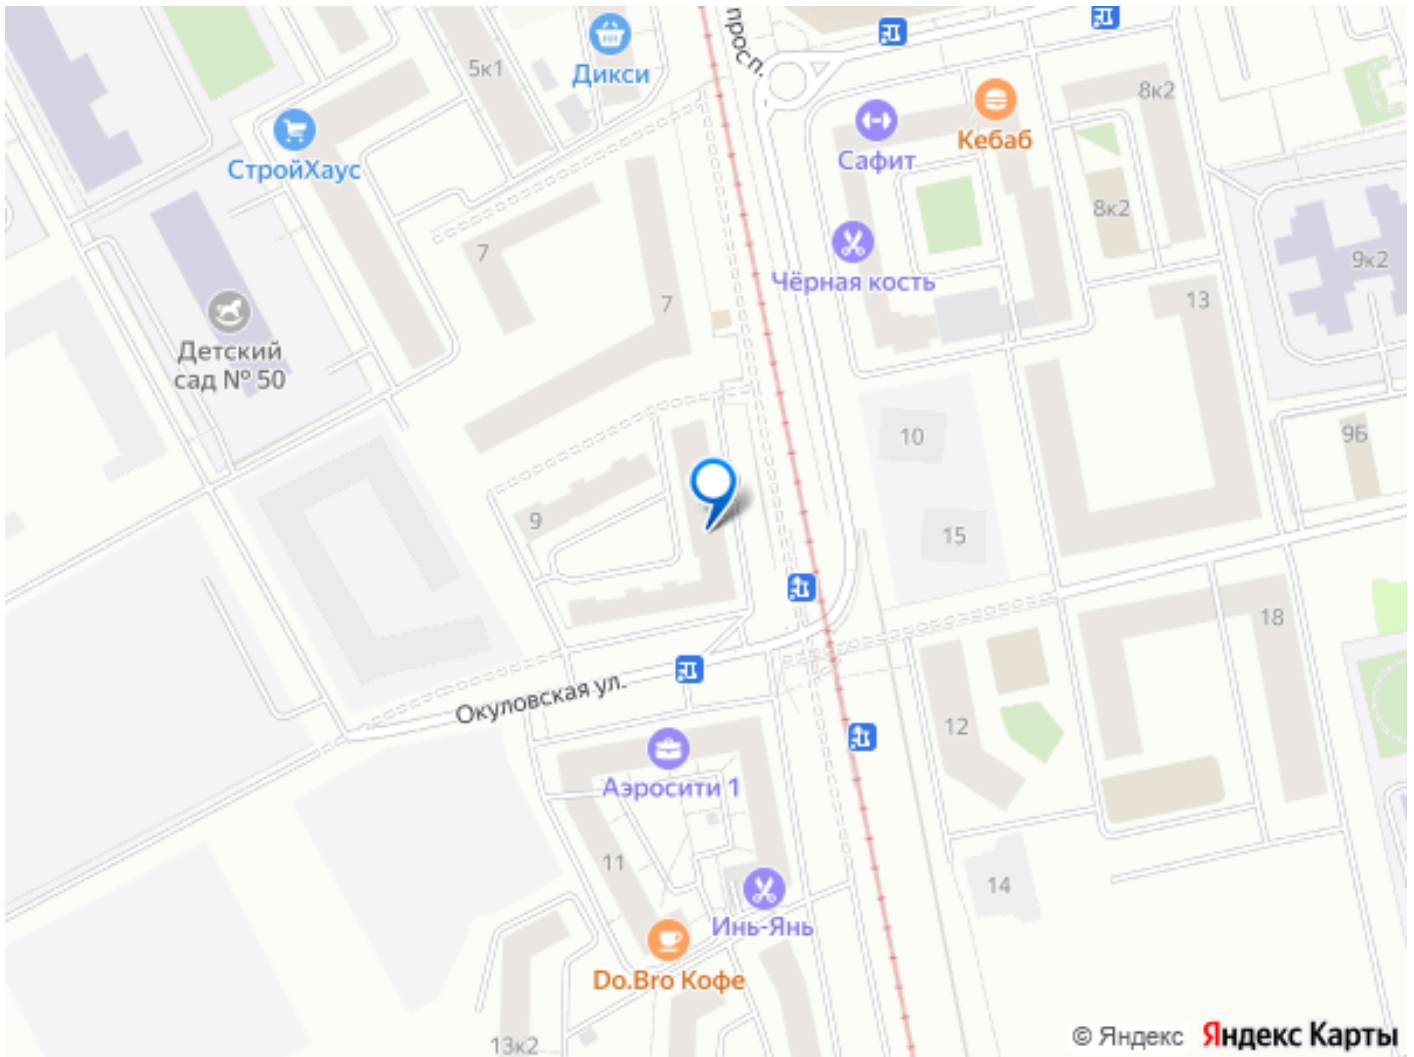 просп.
5к1
Дикси
8к2
СтройХаус
Сафит
Кебаб
8к2
7
Чёрная кость
9к2
7
13
Детский
сад № 50
10
9Б
9
15
18
Окуловская ул.
12
Аэросити 1
11
14
Инь-Янь
Do.Bro Кофе
13к2
© Яндекс Яндекс Карты